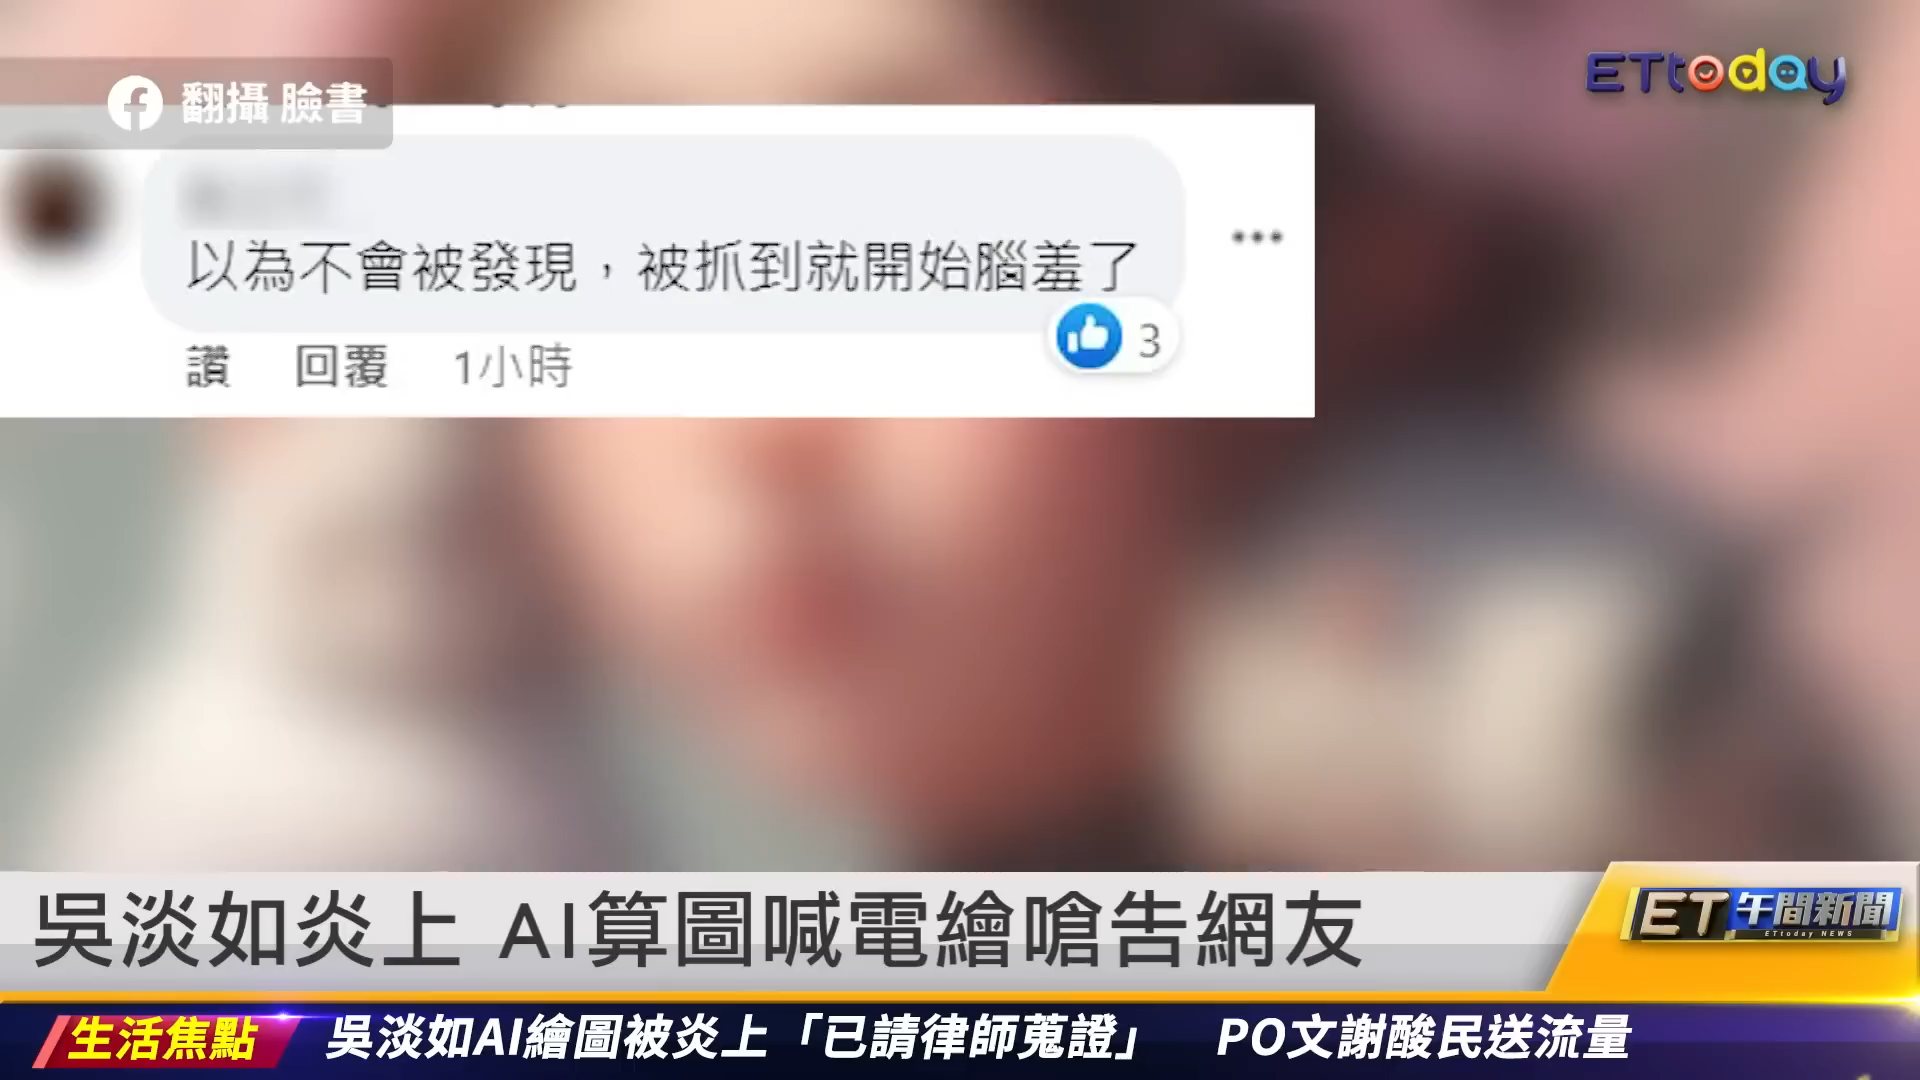 翻攝 臉書
ETtoday
以為不會被發現，被抓到就開始腦羞了
3
讚 回覆 1小時
吳淡如炎上 AI算圖喊電繪嗆告網友
ET午間新聞
ETtoday NEWS
生活焦點 吳淡如AI繪圖被炎上「已請律師蒐證」 PO文謝酸民送流量